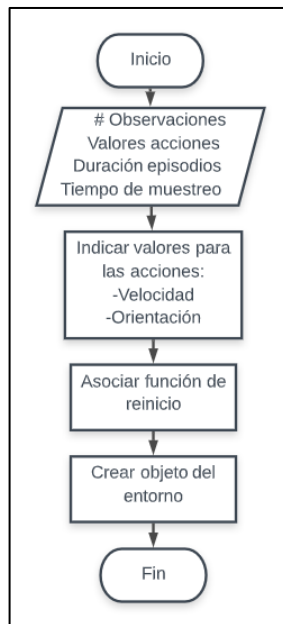 Inicio
# Observaciones
Valores acciones
Duración episodios
Tiempo de muestreo
Indicar valores para
las acciones:
-Velocidad
-Orientación
Asociar función de
reinicio
Crear objeto del
entorno
Fin